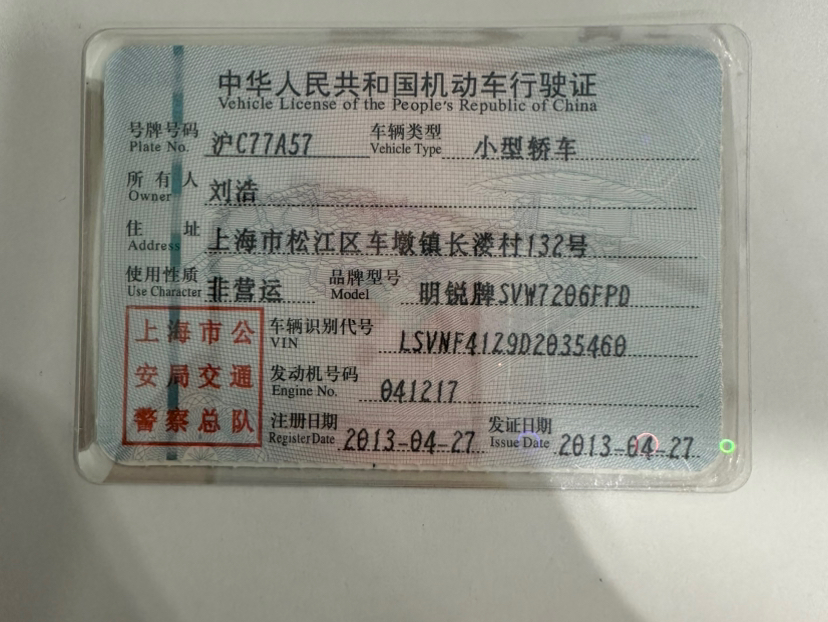 中华人民共和国机动车行驶证
Vehicle License of the People's Republic of China
号牌号码 沪C77A57 车辆类型 小型轿车
Plate No. Vehicle Type
所有人 刘浩
Owner
住址 上海市松江区车墩镇长溇村132号
Address
使用性质 非营运 品牌型号 明锐牌SVW7206FPD
Use Character Model
上海市公安局交通警察总队
车辆识别代号 LSVNF41Z9D2035460
VIN
发动机号码 041217
Engine No.
注册日期 2013-04-27 发证日期 2013-04-27
Register Date Issue Date